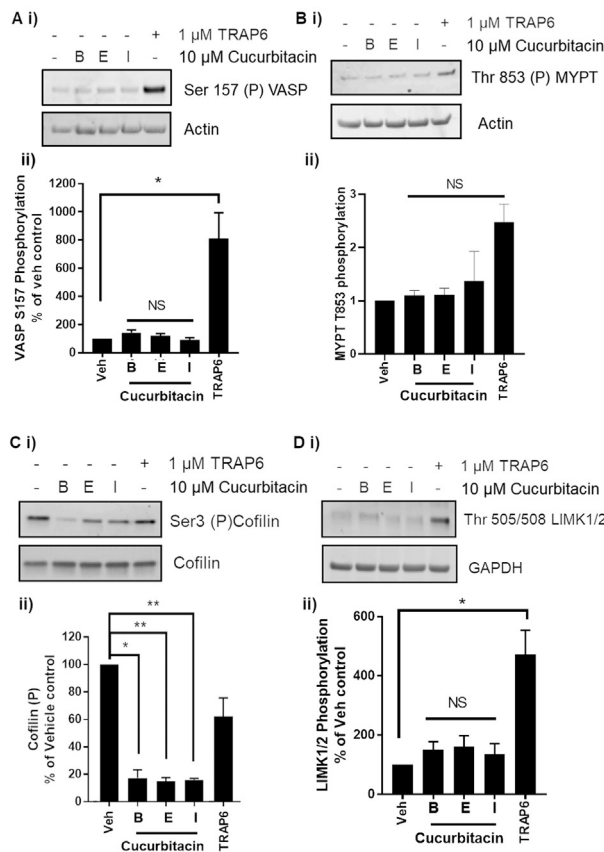 A i)
+ 1 µM TRAP6
- - - -
- B E I - 10 µM Cucurbitacin
Ser 157 (P) VASP
Actin
ii)
VASP S157 Phosphorylation
% of veh control
1200
1000
800
600
400
200
0
*
NS
Veh B E I TRAP6
Cucurbitacin
B i)
+ 1 µM TRAP6
- - - -
- B E I - 10 µM Cucurbitacin
Thr 853 (P) MYPT
Actin
ii)
MYPT T853 phosphorylation
3
2
1
0
NS
Veh B E I TRAP6
Cucurbitacin
C i)
- - - - + 1 µM TRAP6
- B E I - 10 µM Cucurbitacin
Ser3 (P)Cofilin
Cofilin
ii)
Cofilin (P)
% of Vehicle control
100
80
60
40
20
0
**
**
*
Veh B E I TRAP6
Cucurbitacin
D i)
- - - - + 1 µM TRAP6
- B E I - 10 µM Cucurbitacin
Thr 505/508 LIMK1/2
GAPDH
ii)
LIMK1/2 Phosphorylation
% of Veh control
600
400
200
0
*
NS
Veh B E I TRAP6
Cucurbitacin